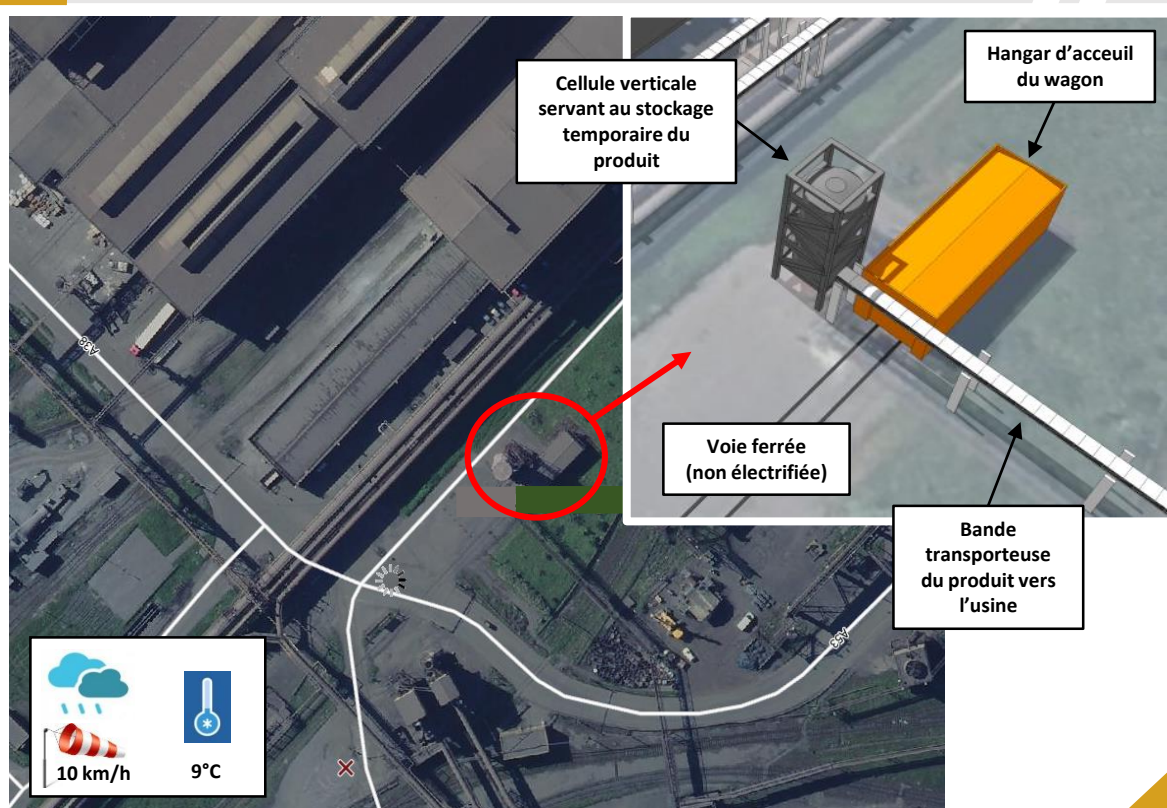 Cellule verticale
servant au stockage
temporaire du
produit
Hangar d’acceuil
du wagon
A38
Voie ferrée
(non électrifiée)
Bande
transporteuse
du produit vers
l’usine
A53
10 km/h
9°C